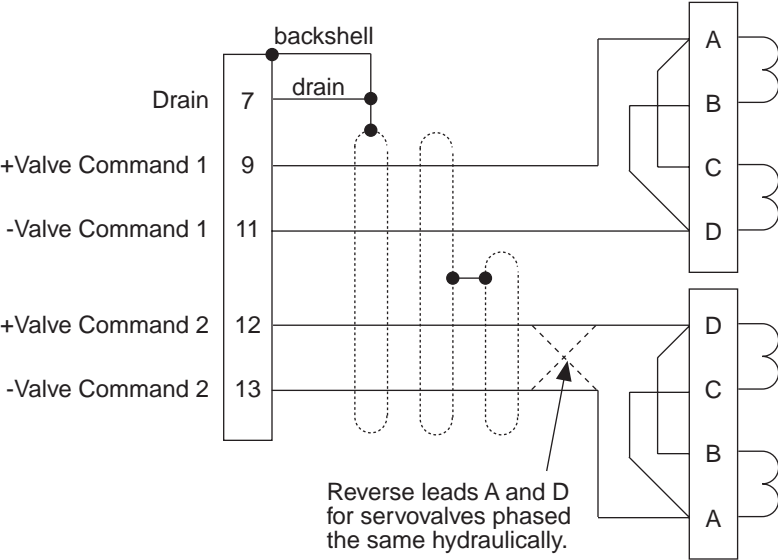 backshell
drain
Drain 7
+Valve Command 1 9
-Valve Command 1 11
+Valve Command 2 12
-Valve Command 2 13
A
B
C
D
D
C
B
A
Reverse leads A and D
for servovalves phased
the same hydraulically.